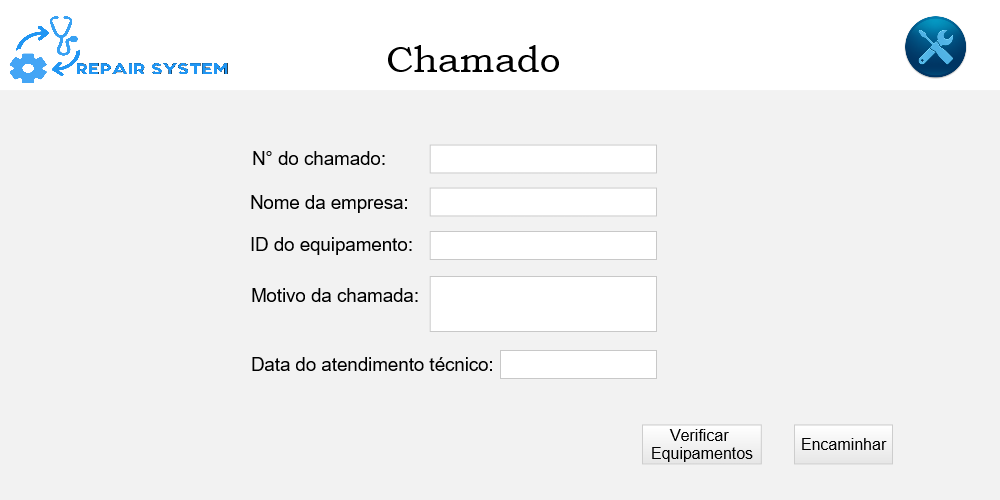 REPAIR SYSTEM
Chamado
N° do chamado:
Nome da empresa:
ID do equipamento:
Motivo da chamada:
Data do atendimento técnico:
Verificar
Equipamentos
Encaminhar